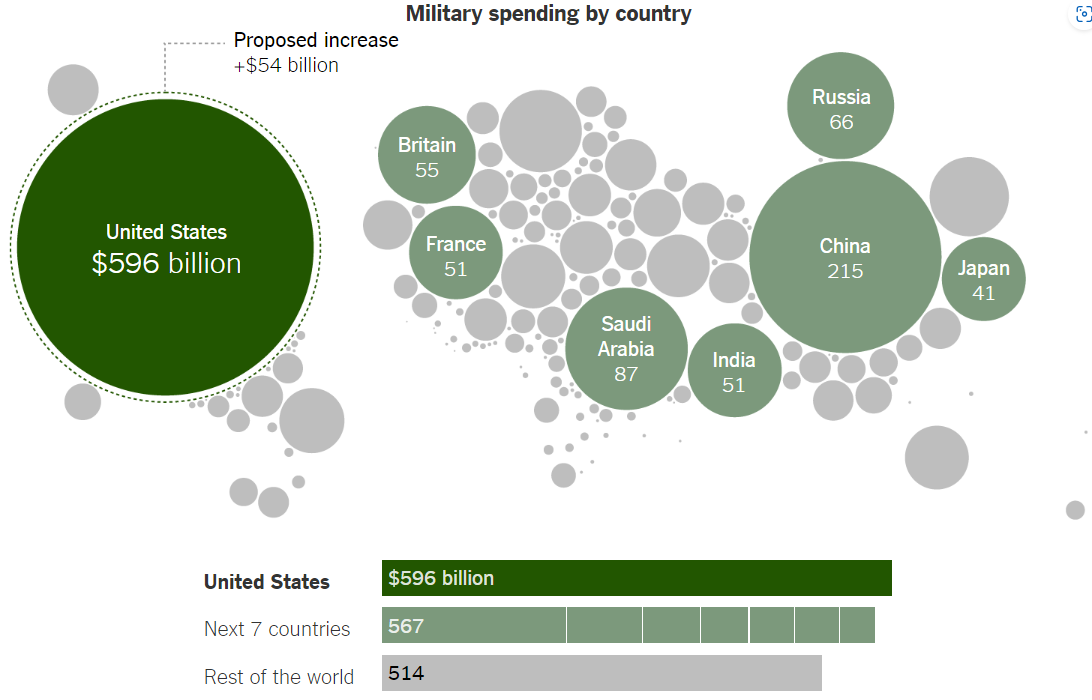 Military spending by country
Proposed increase
+$54 billion
United States
$596 billion
Britain
55
France
51
Saudi
Arabia
87
India
51
Russia
66
China
215
Japan
41
United States
$596 billion
Next 7 countries
567
Rest of the world
514